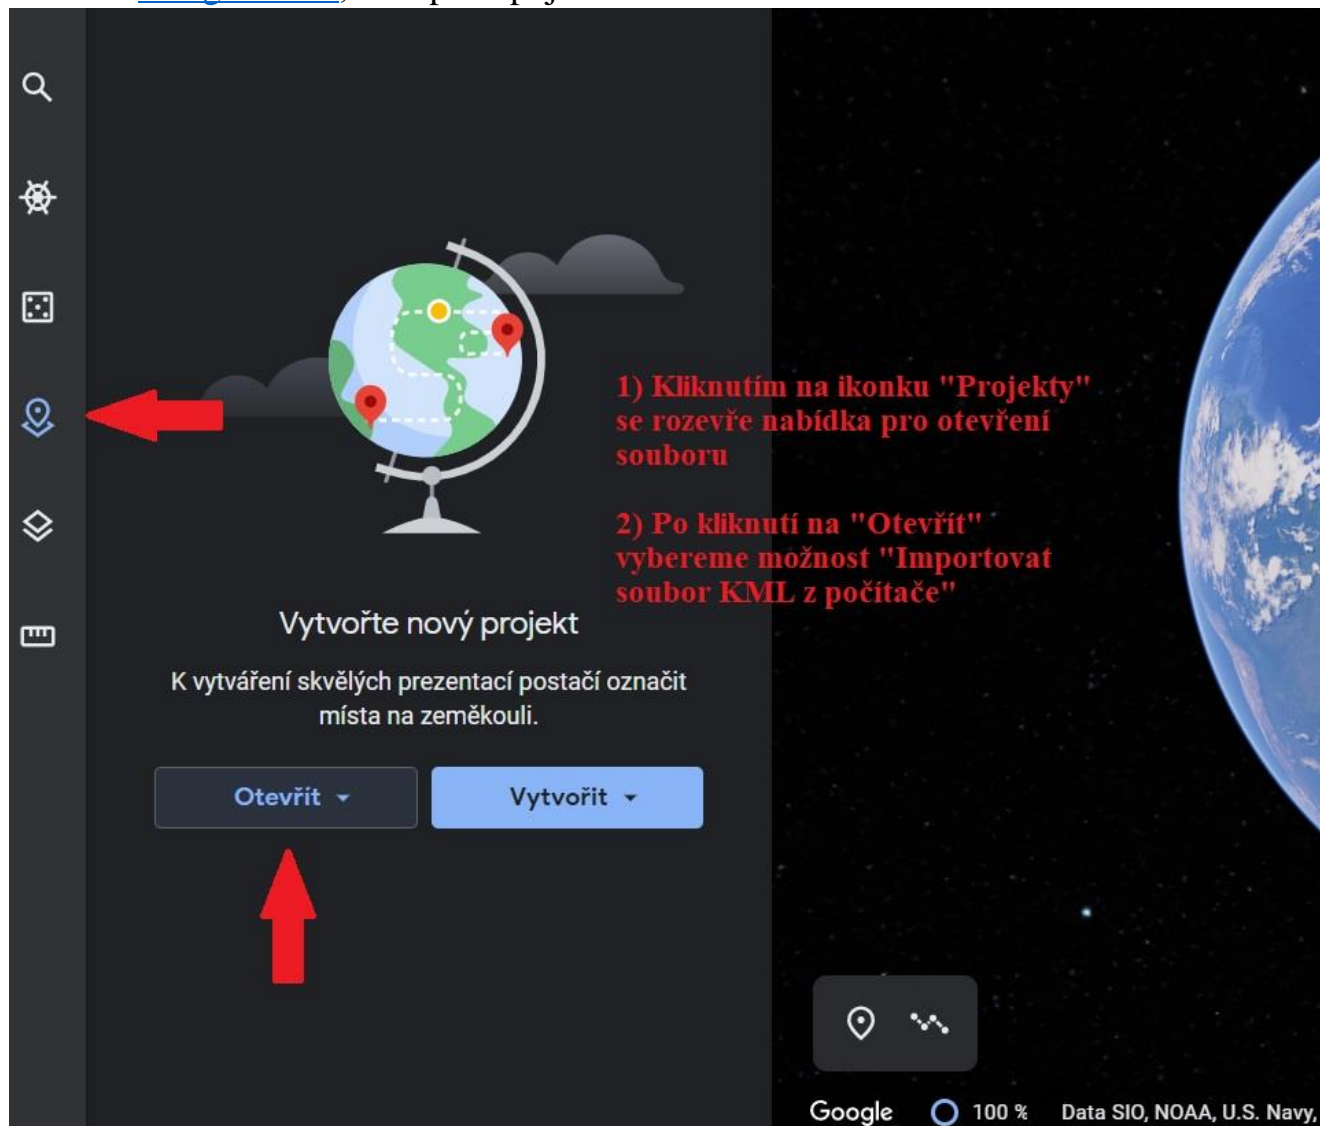 1) Kliknutím na ikonku "Projekty"
se rozevře nabídka pro otevření
souboru
2) Po kliknutí na "Otevřít"
vybereme možnost "Importovat
soubor KML z počítače"
Vytvořte nový projekt
K vytváření skvělých prezentací postačí označit
místa na zeměkouli.
Otevřít
Vytvořit
Google 100 % Data SIO, NOAA, U.S. Navy,